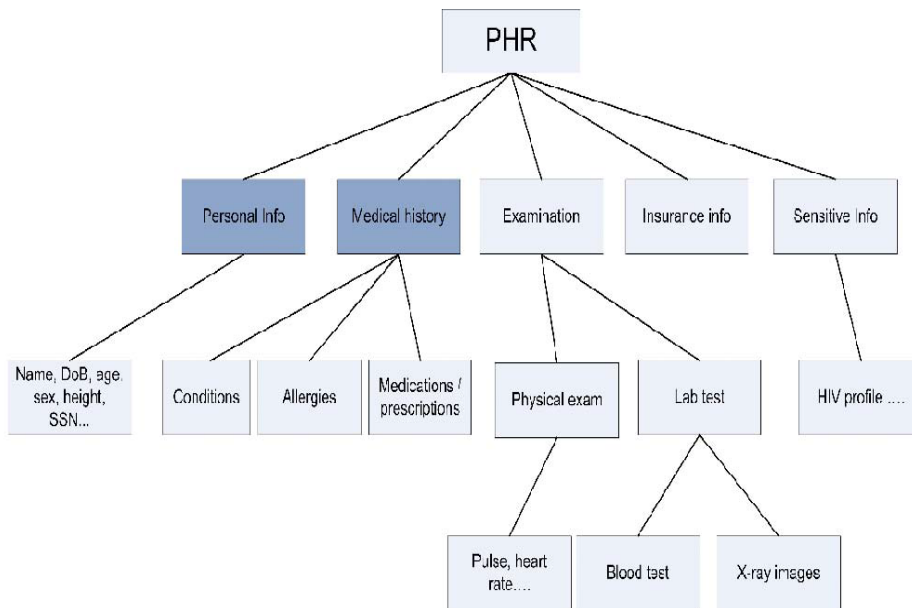 PHR
Personal Info
Medical history
Examination
Insurance info
Sensitive Info
Name, DoB, age,
sex, height,
SSN...
Conditions
Allergies
Medications /
prescriptions
Physical exam
Lab test
HIV profile ....
Pulse, heart
rate....
Blood test
X-ray images